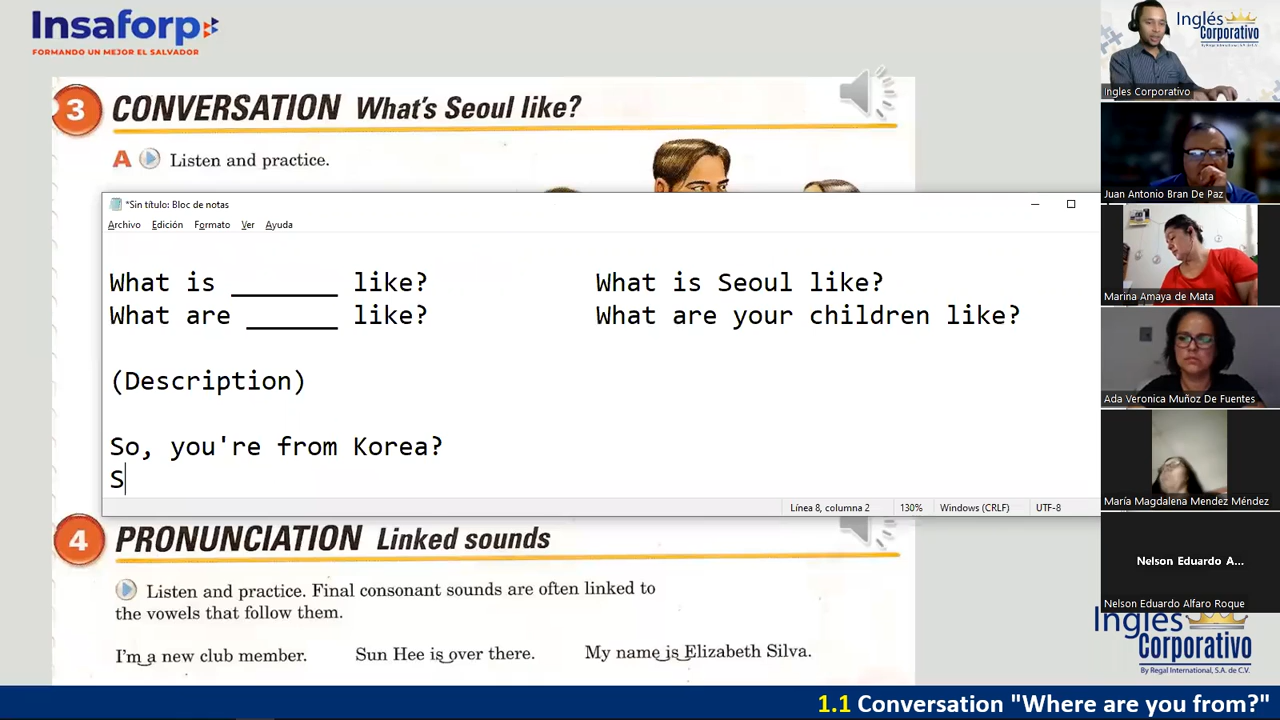 Insaforp
FORMANDO UN MEJOR EL SALVADOR
3 CONVERSATION What's Seoul like?
A Listen and practice.
*Sin título: Bloc de notas
Archivo Edición Formato Ver Ayuda
What is _______ like? What is Seoul like?
What are ______ like? What are your children like?
(Description)
So, you're from Korea?
S
Línea 8, columna 2 130% Windows (CRLF) UTF-8
4 PRONUNCIATION Linked sounds
Listen and practice. Final consonant sounds are often linked to
the vowels that follow them.
I'm a new club member. Sun Hee is over there. My name is Elizabeth Silva.
1.1 Conversation "Where are you from?"
Inglés
Corporativo
By Regal International, S.A. de C.V.
Ingles Corporativo
Juan Antonio Bran De Paz
Marina Amaya de Mata
Ada Veronica Muñoz De Fuentes
María Magdalena Mendez Méndez
Nelson Eduardo A...
Nelson Eduardo Alfaro Roque
Inglés
Corporativo
By Regal International, S.A. de C.V.